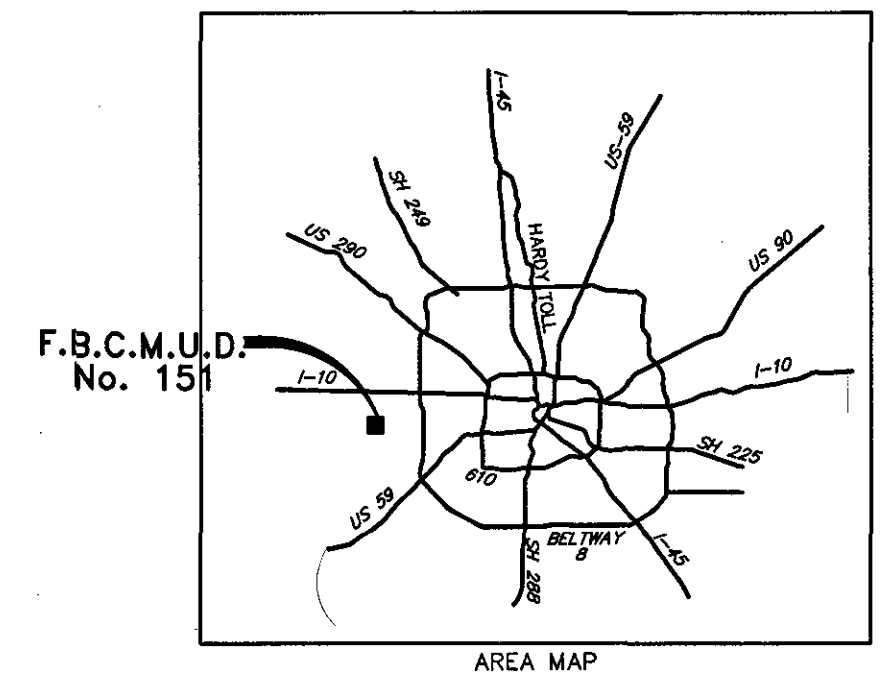 I-45
US-59
SH 249
US 290
HARDY TOLL
US 90
F.B.C.M.U.D.
No. 151
I-10
I-10
SH 225
610
US 59
BELTWAY
8
SH 288
I-45
AREA MAP